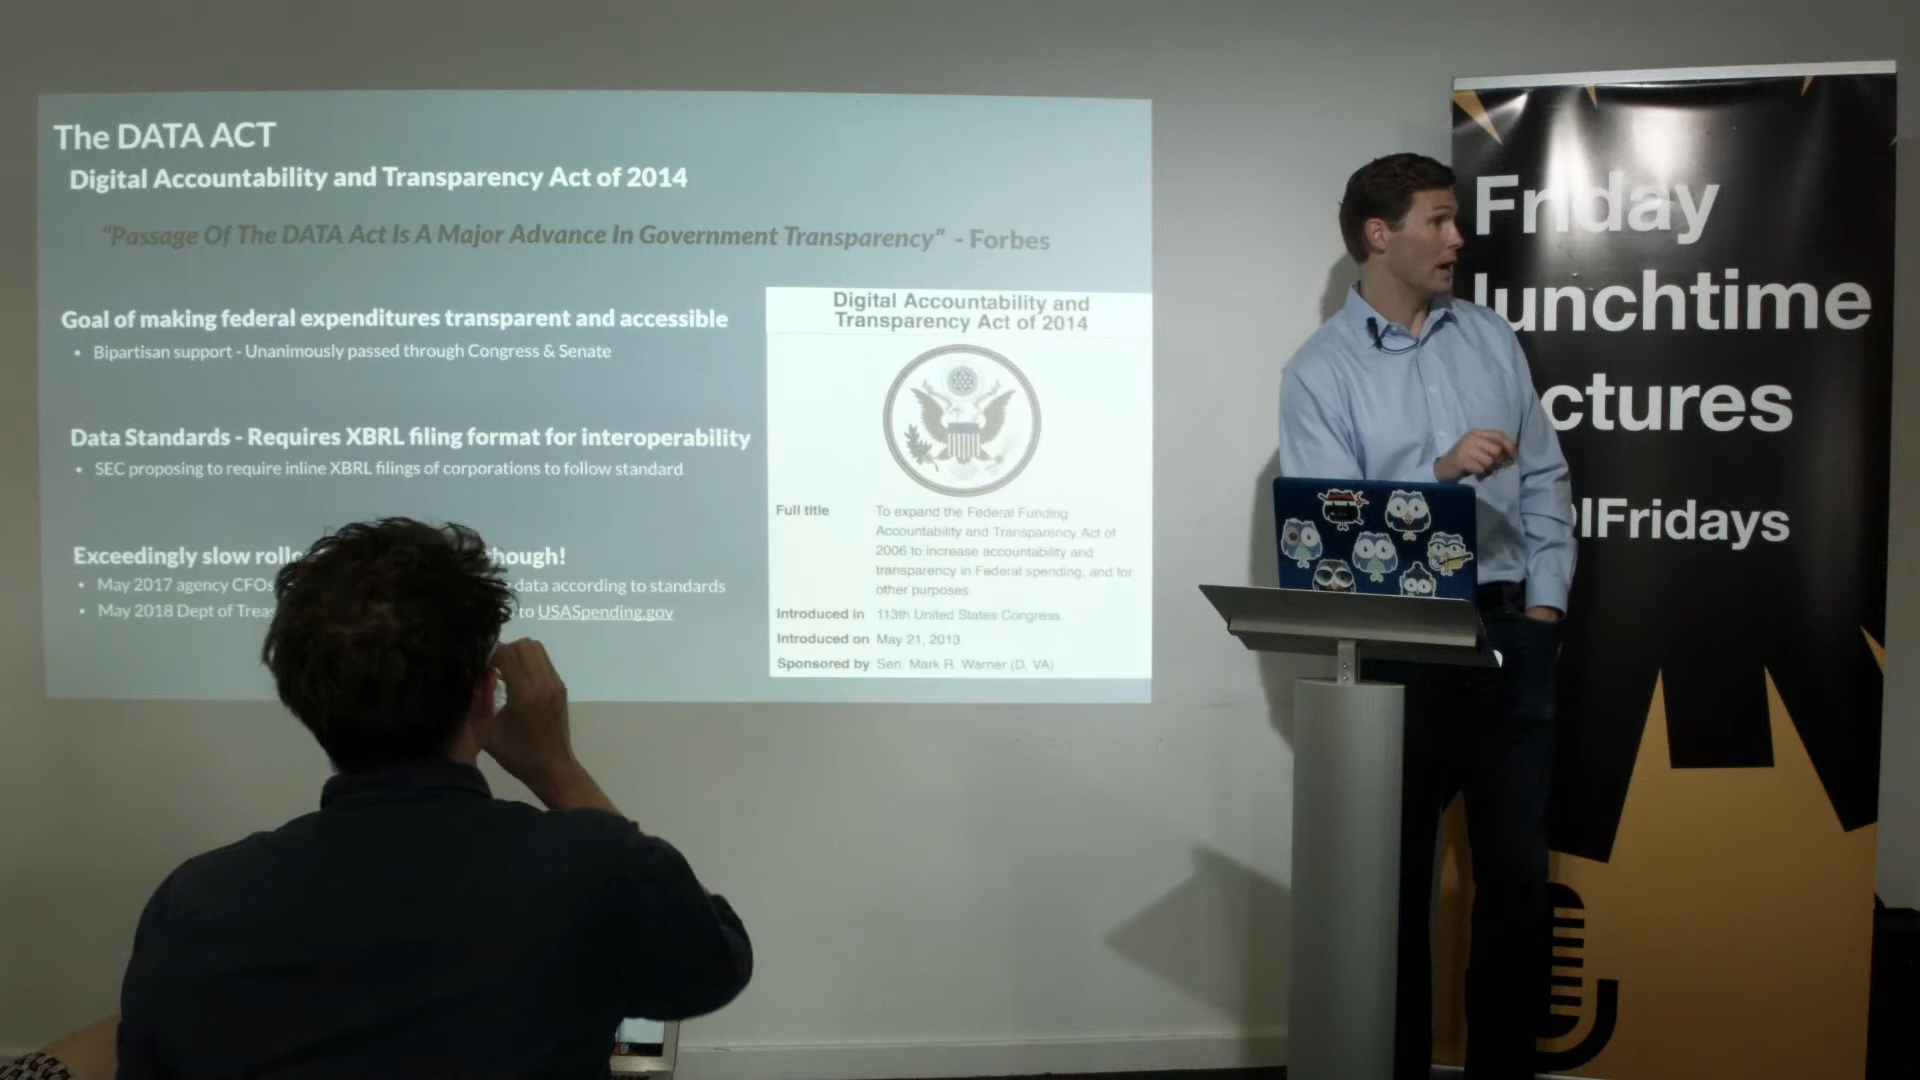 The DATA ACT
Digital Accountability and Transparency Act of 2014
“Passage Of The DATA Act Is A Major Advance In Government Transparency” - Forbes
Goal of making federal expenditures transparent and accessible
• Bipartisan support - Unanimously passed through Congress & Senate
Data Standards - Requires XBRL filing format for interoperability
• SEC proposing to require inline XBRL filings of corporations to follow standard
Exceedingly slow
• May 2017 agency CFOs data according to standards
• May 2018 Dept of to USASpending.gov
Digital Accountability and
Transparency Act of 2014
Full title To expand the Federal Funding
Accountability and Transparency Act of
2006 to increase accountability and
transparency in Federal spending, and for
other purposes.
Introduced in 113th United States Congress
Introduced on May 21, 2013
Sponsored by Sen. Mark R. Warner (D, VA)
Friday
lunchtime
ctures
IFridays